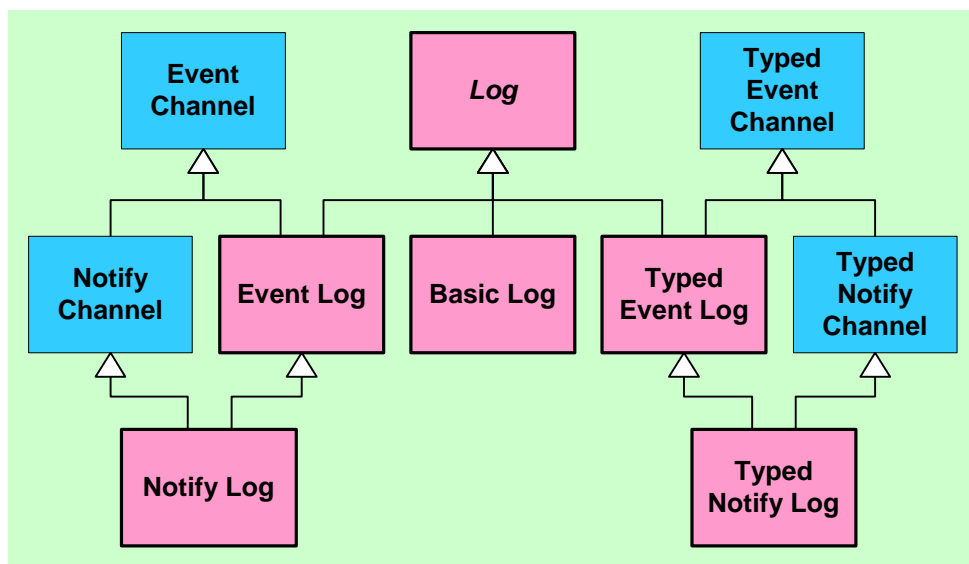 Event
Channel
Log
Typed
Event
Channel
Notify
Channel
Event Log
Basic Log
Typed
Event Log
Typed
Notify
Channel
Notify Log
Typed
Notify Log